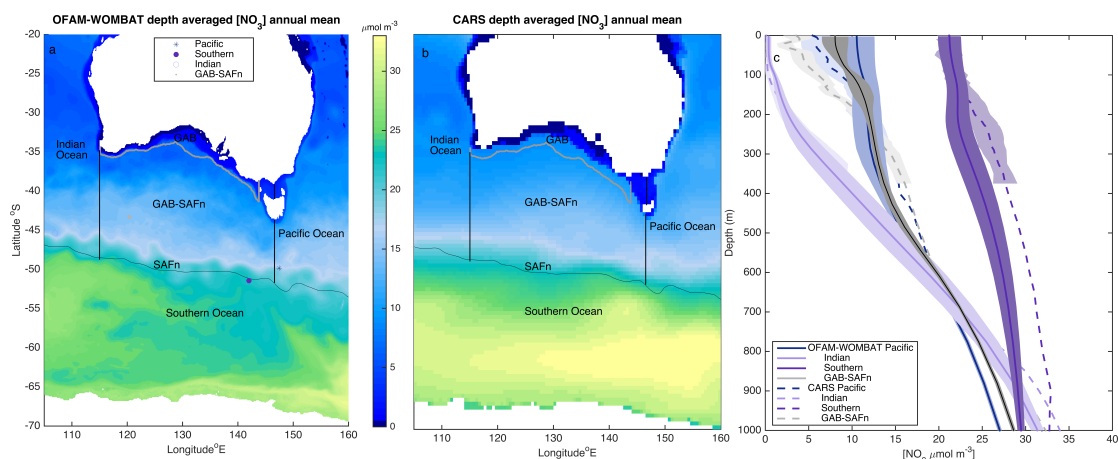 OFAM-WOMBAT depth averaged [NO3] annual mean
a
Pacific
Southern
Indian
GAB-SAFn
-20
-25
-30
-35
-40
-45
-50
-55
-60
-65
-70
Latitude °S
Indian
Ocean
GAB
GAB-SAFn
Pacific Ocean
Southern Ocean
110 120 130 140 150 160
Longitude°E
μmol m-3
30
25
20
15
10
5
0
CARS depth averaged [NO3] annual mean
b
Indian
Ocean
GAB
GAB-SAFn
Pacific Ocean
SAFn
Southern Ocean
110 120 130 140 150 160
Longitude°E
c
0
100
200
300
400
500
600
700
800
900
1000
Depth (m)
OFAM-WOMBAT Pacific
Indian
Southern
GAB-SAFn
CARS Pacific
Indian
Southern
GAB-SAFn
0 5 10 15 20 25 30 35 40
[NO3 μmol m-3]